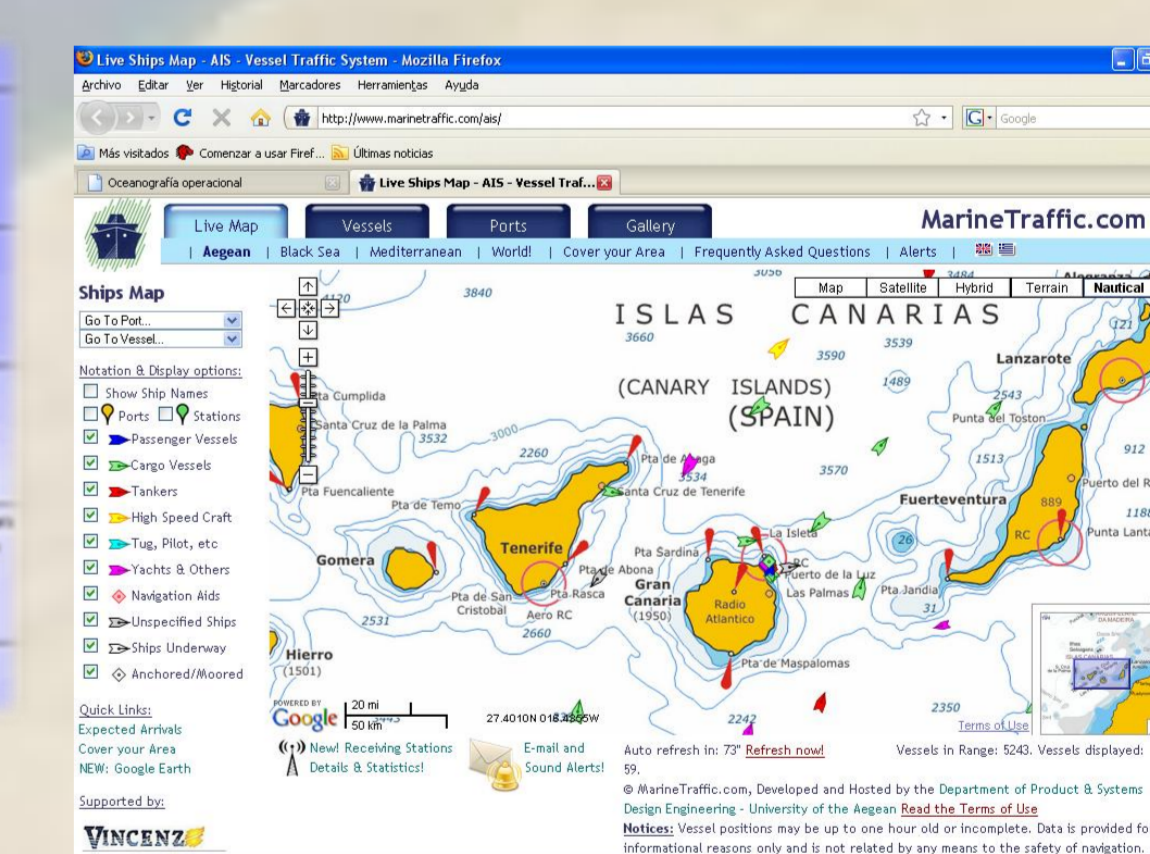 Live Ships Map - AIS - Vessel Traffic System - Mozilla Firefox
Archivo Editar Ver Historial Marcadores Herramientas Ayuda
http://www.marinetraffic.com/ais/
G Google
Más visitados Comenzar a usar Firef... Últimas noticias
Oceanografía operacional
Live Ships Map - AIS - Vessel Traf...
Live Map Vessels Ports Gallery
MarineTraffic.com
| Aegean | Black Sea | Mediterranean | World! | Cover your Area | Frequently Asked Questions | Alerts |
Ships Map
Go To Port...
Go To Vessel...
Notation & Display options:
Show Ship Names
Ports Stations
Passenger Vessels
Cargo Vessels
Tankers
High Speed Craft
Tug, Pilot, etc
Yachts & Others
Navigation Aids
Unspecified Ships
Ships Underway
Anchored/Moored
Quick Links:
Expected Arrivals
Cover your Area
NEW: Google Earth
Supported by:
VINCENZ
Map Satellite Hybrid Terrain Nautical
3056
3484
4120
3840
ISLAS CANARIAS
3660
3590
3539
121
Lanzarote
(CANARY ISLANDS)
1489
2543
(SPAIN)
Pta Cumplida
Punta del Toston
Santa Cruz de la Palma
3532
3000
2260
912
Pta de Anaga
3534
3570
1513
Pta Fuencaliente
Santa Cruz de Tenerife
Puerto del R
Pta de Temo
Fuerteventura
889
1188
La Isleta
RC
Punta Lant
26
Tenerife
Pta Sardina
Gomera
Pta de Abona
RC
Puerto de la Luz
Gran
Canaria
(1950)
Pta Rasca
Las Palmas
Pta Jandia
Pta de San
Cristobal
Radio
Atlantico
31
2531
Aero RC
2660
Hierro
(1501)
Pta de Maspalomas
POWERED BY
Google
20 mi
50 km
3443
2242
2350
Terms of Use
New! Receiving Stations
Details & Statistics!
E-mail and
Sound Alerts!
Auto refresh in: 73" Refresh now!
Vessels in Range: 5243. Vessels displayed:
59.
© MarineTraffic.com, Developed and Hosted by the Department of Product & Systems
Design Engineering - University of the Aegean Read the Terms of Use
Notices: Vessel positions may be up to one hour old or incomplete. Data is provided fo
informational reasons only and is not related by any means to the safety of navigation.